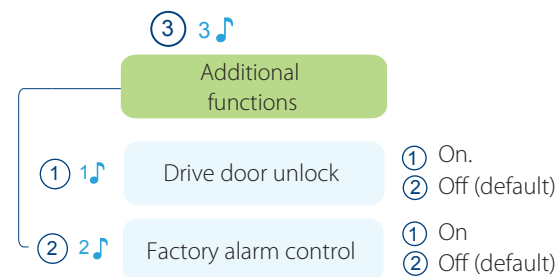 ③ 3♪
Additional
functions
① 1♪ Drive door unlock ① On.
② Off (default)
② 2♪ Factory alarm control ① On
② Off (default)